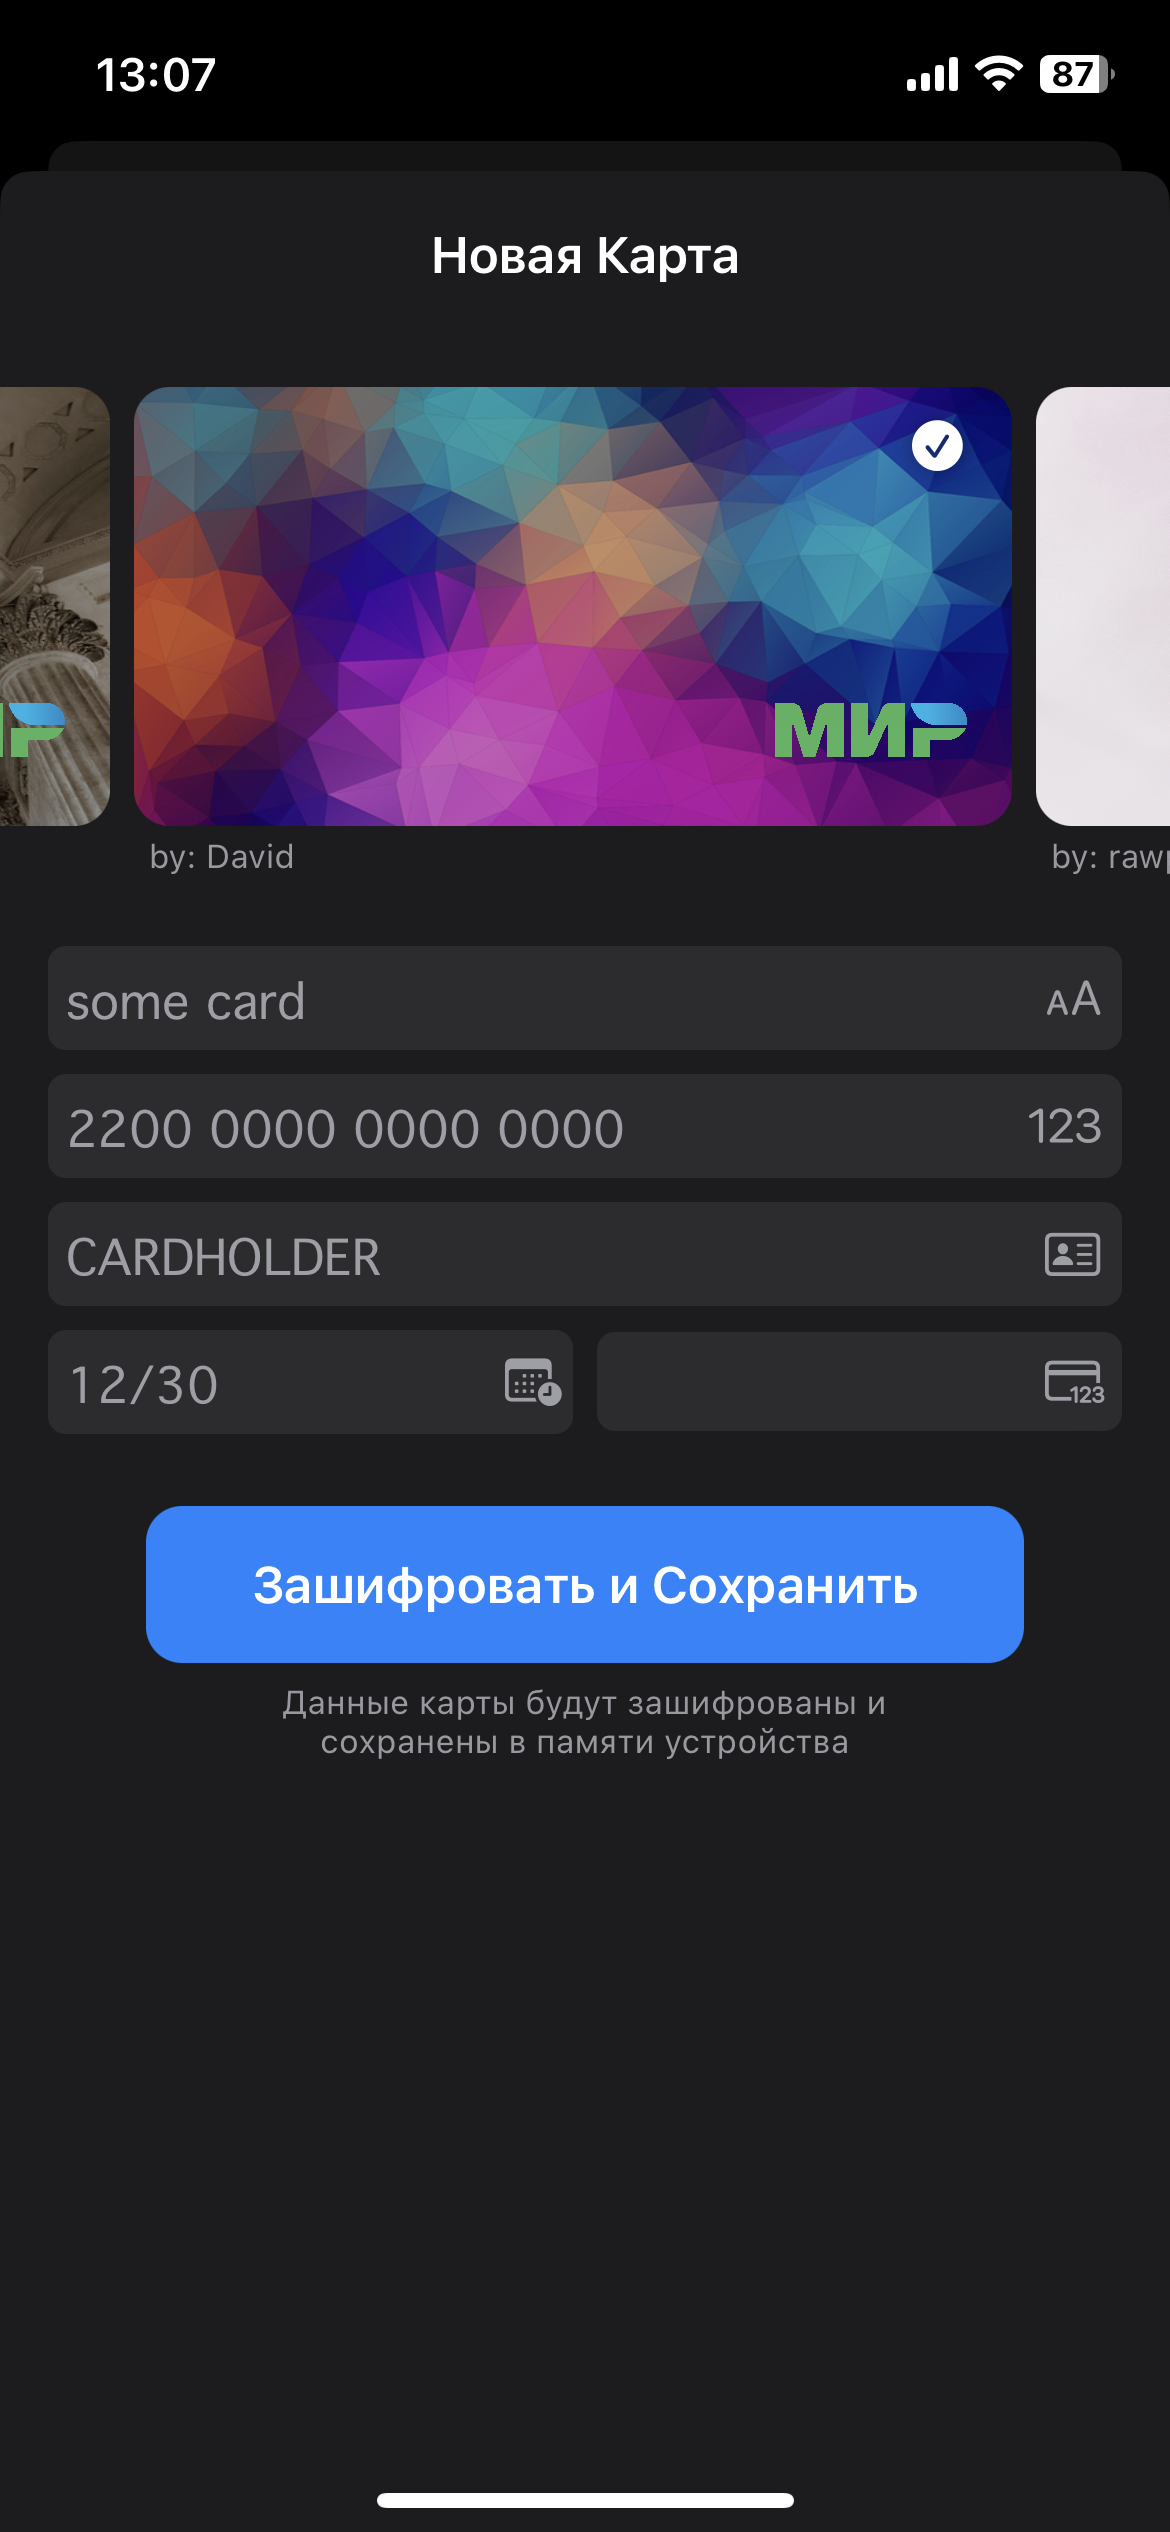 13:07
87
Новая Карта
ИР
МИР
by: David
by: raw
some card
AA
2200 0000 0000 0000
123
CARDHOLDER
12/30
123
Зашифровать и Сохранить
Данные карты будут зашифрованы и
сохранены в памяти устройства